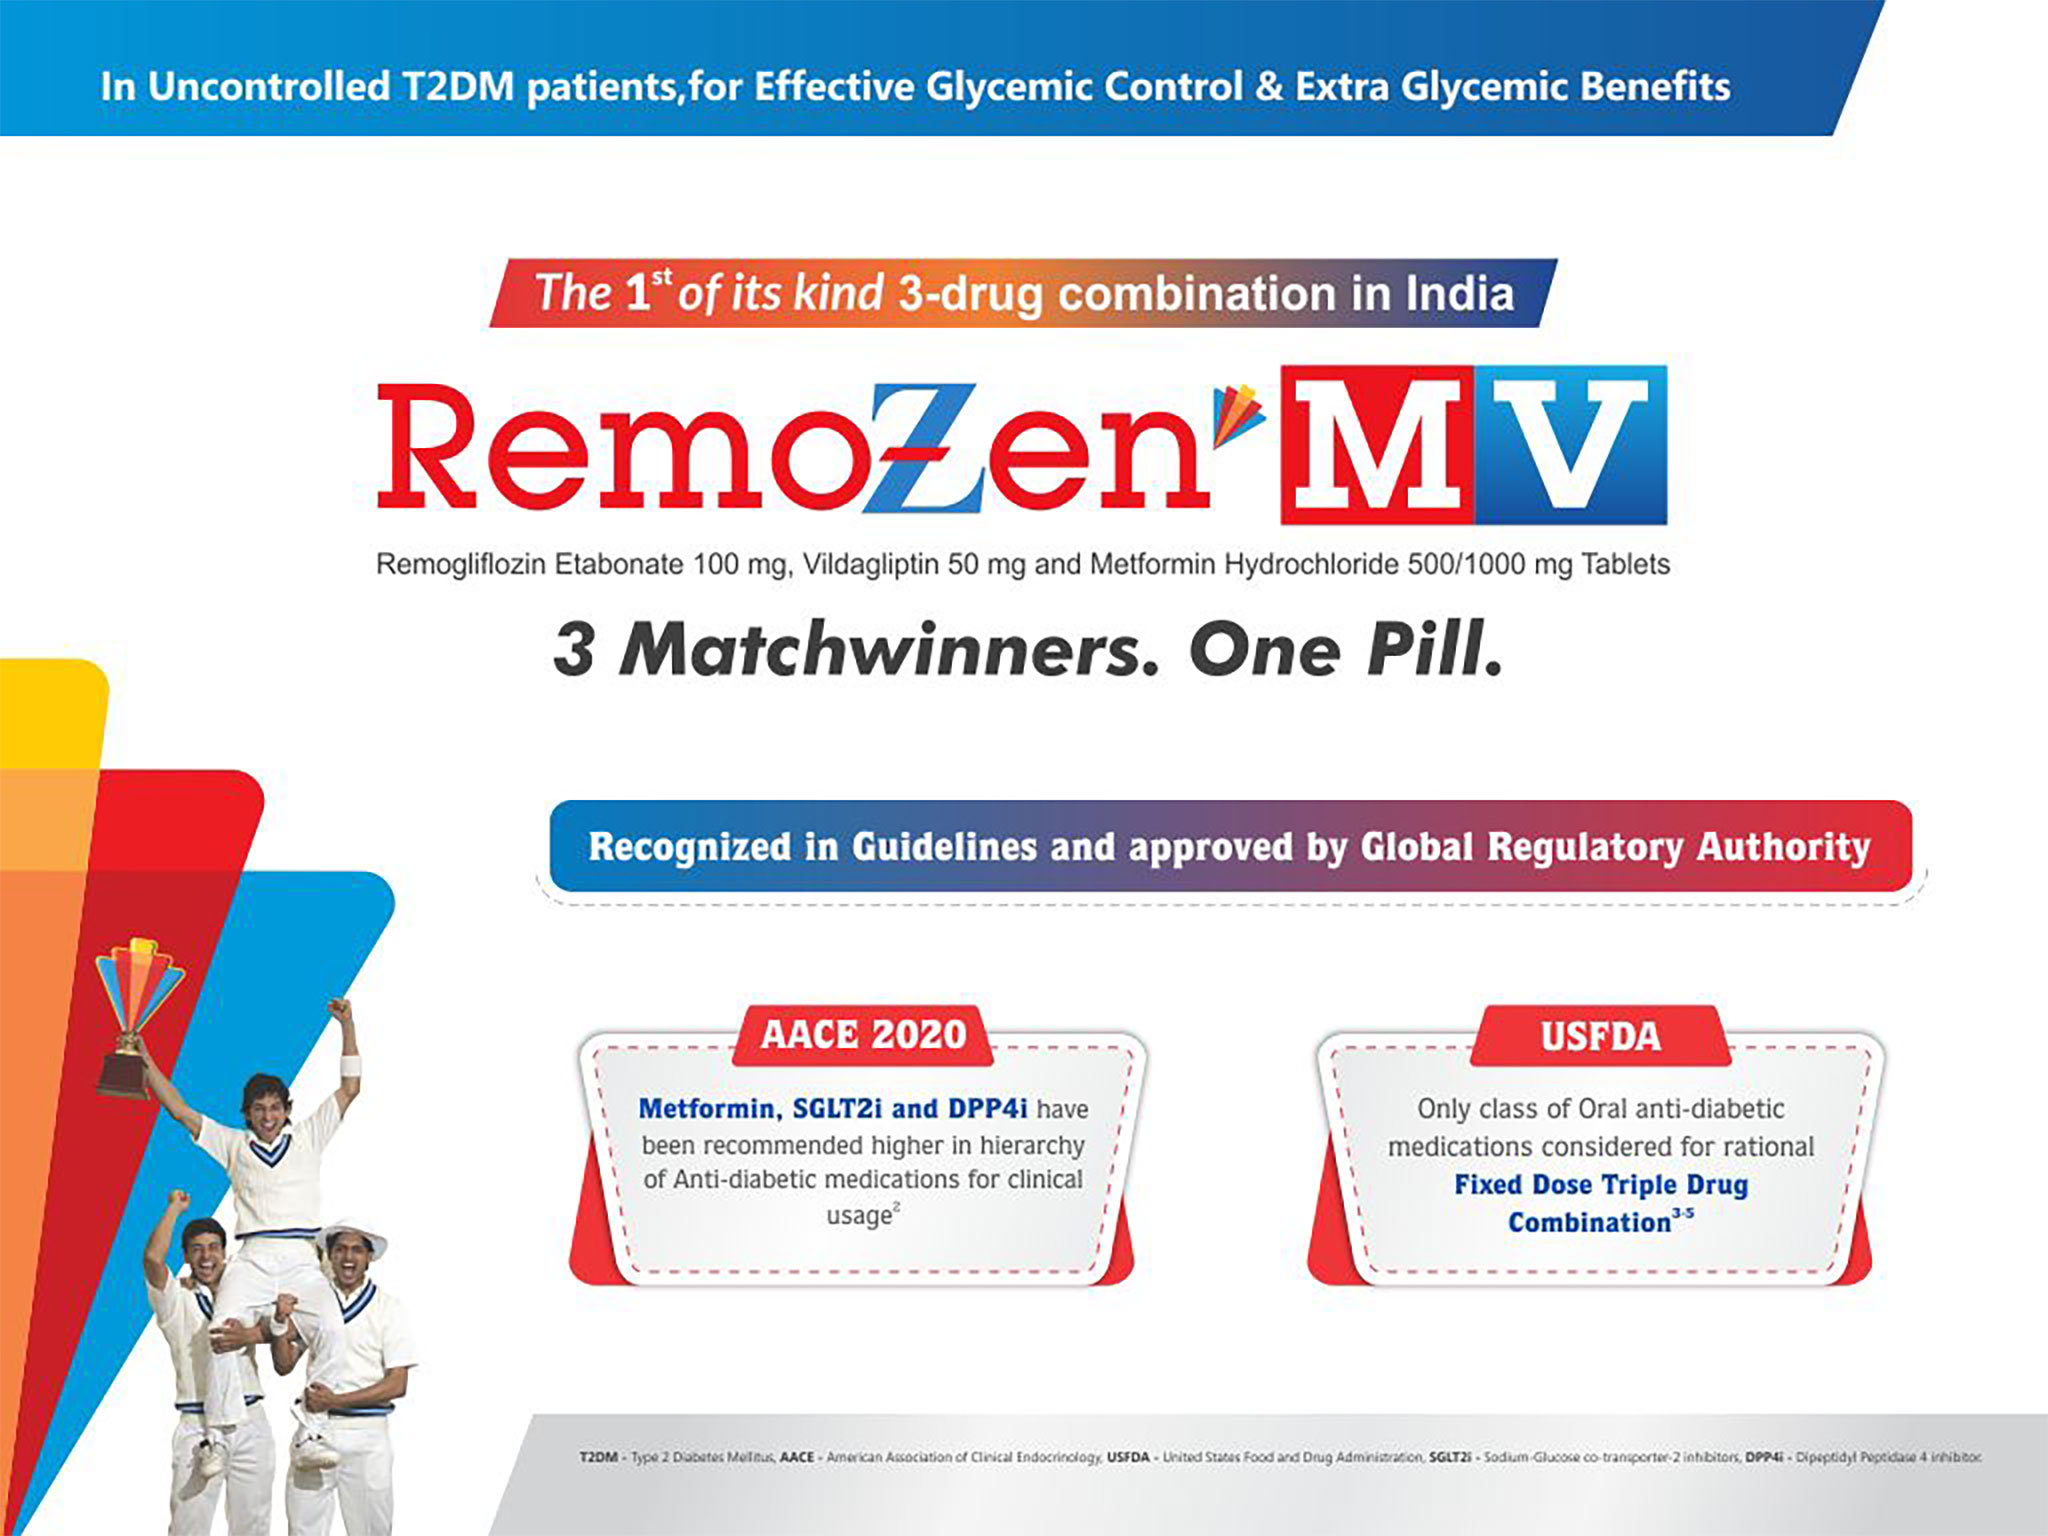 In Uncontrolled T2DM patients,for Effective Glycemic Control & Extra Glycemic Benefits
The 1st of its kind 3-drug combination in India
RemoZen MV
Remogliflozin Etabonate 100 mg, Vildagliptin 50 mg and Metformin Hydrochloride 500/1000 mg Tablets
3 Matchwinners. One Pill.
Recognized in Guidelines and approved by Global Regulatory Authority
AACE 2020
Metformin, SGLT2i and DPP4i have
been recommended higher in hierarchy
of Anti-diabetic medications for clinical
usage2
USFDA
Only class of Oral anti-diabetic
medications considered for rational
Fixed Dose Triple Drug
Combination3-5
T2DM - Type 2 Diabetes Mellitus, AACE - American Association of Clinical Endocrinology, USFDA - United States Food and Drug Administration, SGLT2i - Sodium-Glucose co-transporter-2 inhibitors, DPP4i - Dipeptidyl Peptidase 4 inhibitor.